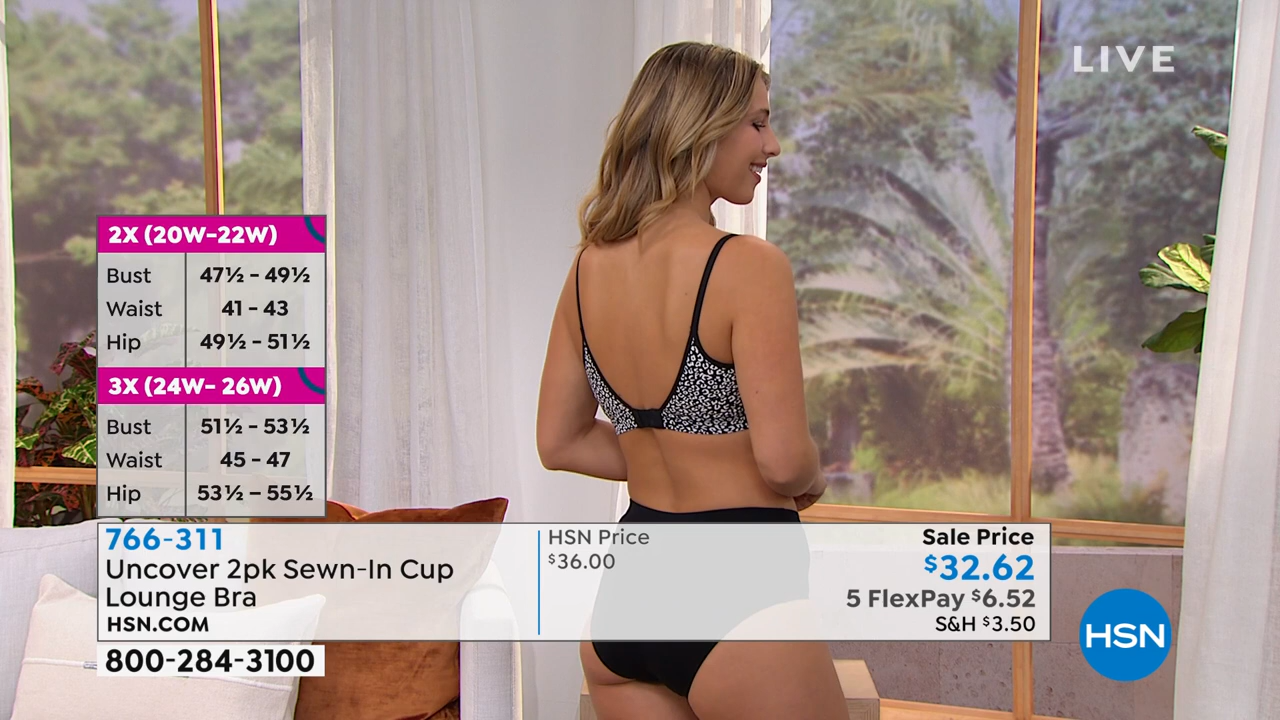 LIVE
2X (20W-22W)
Bust 47½ - 49½
Waist 41 - 43
Hip 49½ - 51½
3X (24W- 26W)
Bust 51½ - 53½
Waist 45 - 47
Hip 53½ - 55½
766-311
Uncover 2pk Sewn-In Cup
Lounge Bra
HSN.COM
HSN Price
$36.00
Sale Price
$32.62
5 FlexPay $6.52
S&H $3.50
800-284-3100
HSN